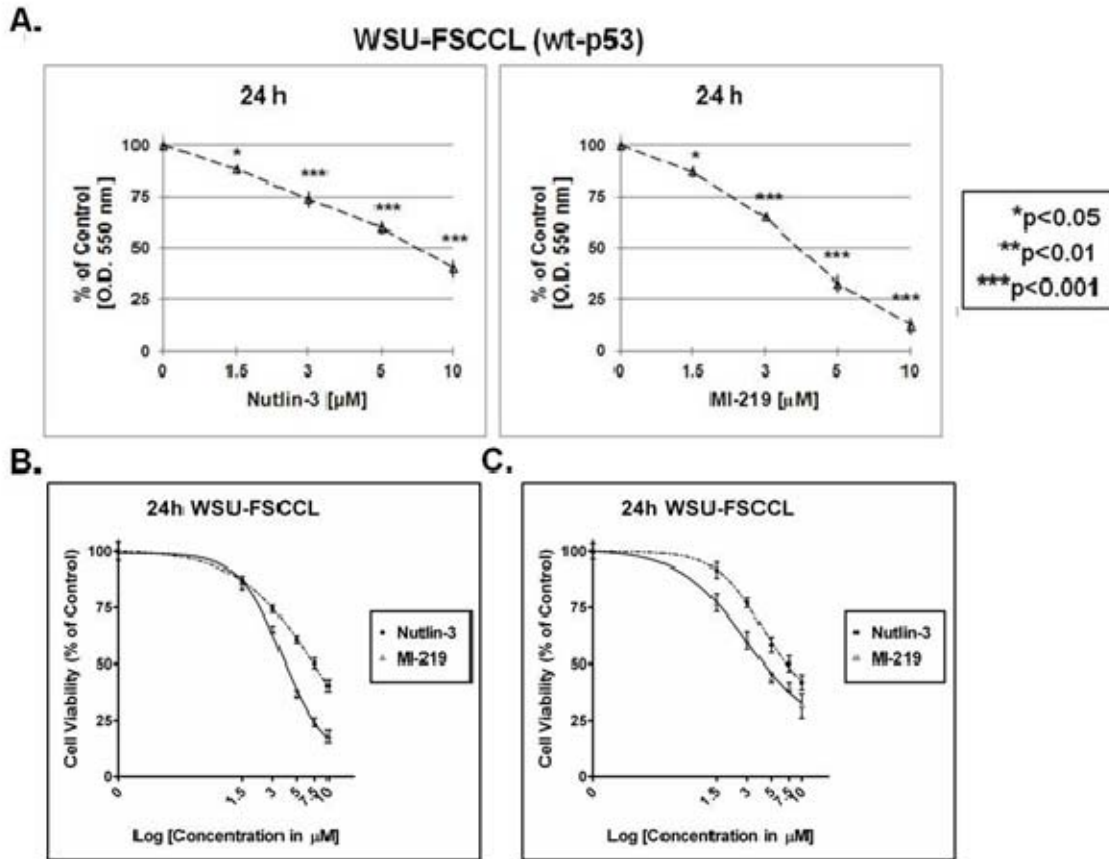 A.
WSU-FSCCL (wt-p53)
24 h
100
75
50
25
0
% of Control
[O.D. 550 nm]
*
***
***
***
0 1.5 3 5 10
Nutlin-3 [µM]
24 h
100
75
50
25
0
% of Control
[O.D. 550 nm]
*
***
***
***
0 1.5 3 5 10
MI-219 [µM]
*p<0.05
**p<0.01
***p<0.001
B.
24h WSU-FSCCL
100
75
50
25
0
Cell Viability (% of Control)
0 1.5 3 5 7.5 10
Log [Concentration in µM]
Nutlin-3
MI-219
C.
24h WSU-FSCCL
100
75
50
25
0
Cell Viability (% of Control)
0 1.5 3 5 7.5 10
Log [Concentration in µM]
Nutlin-3
MI-219